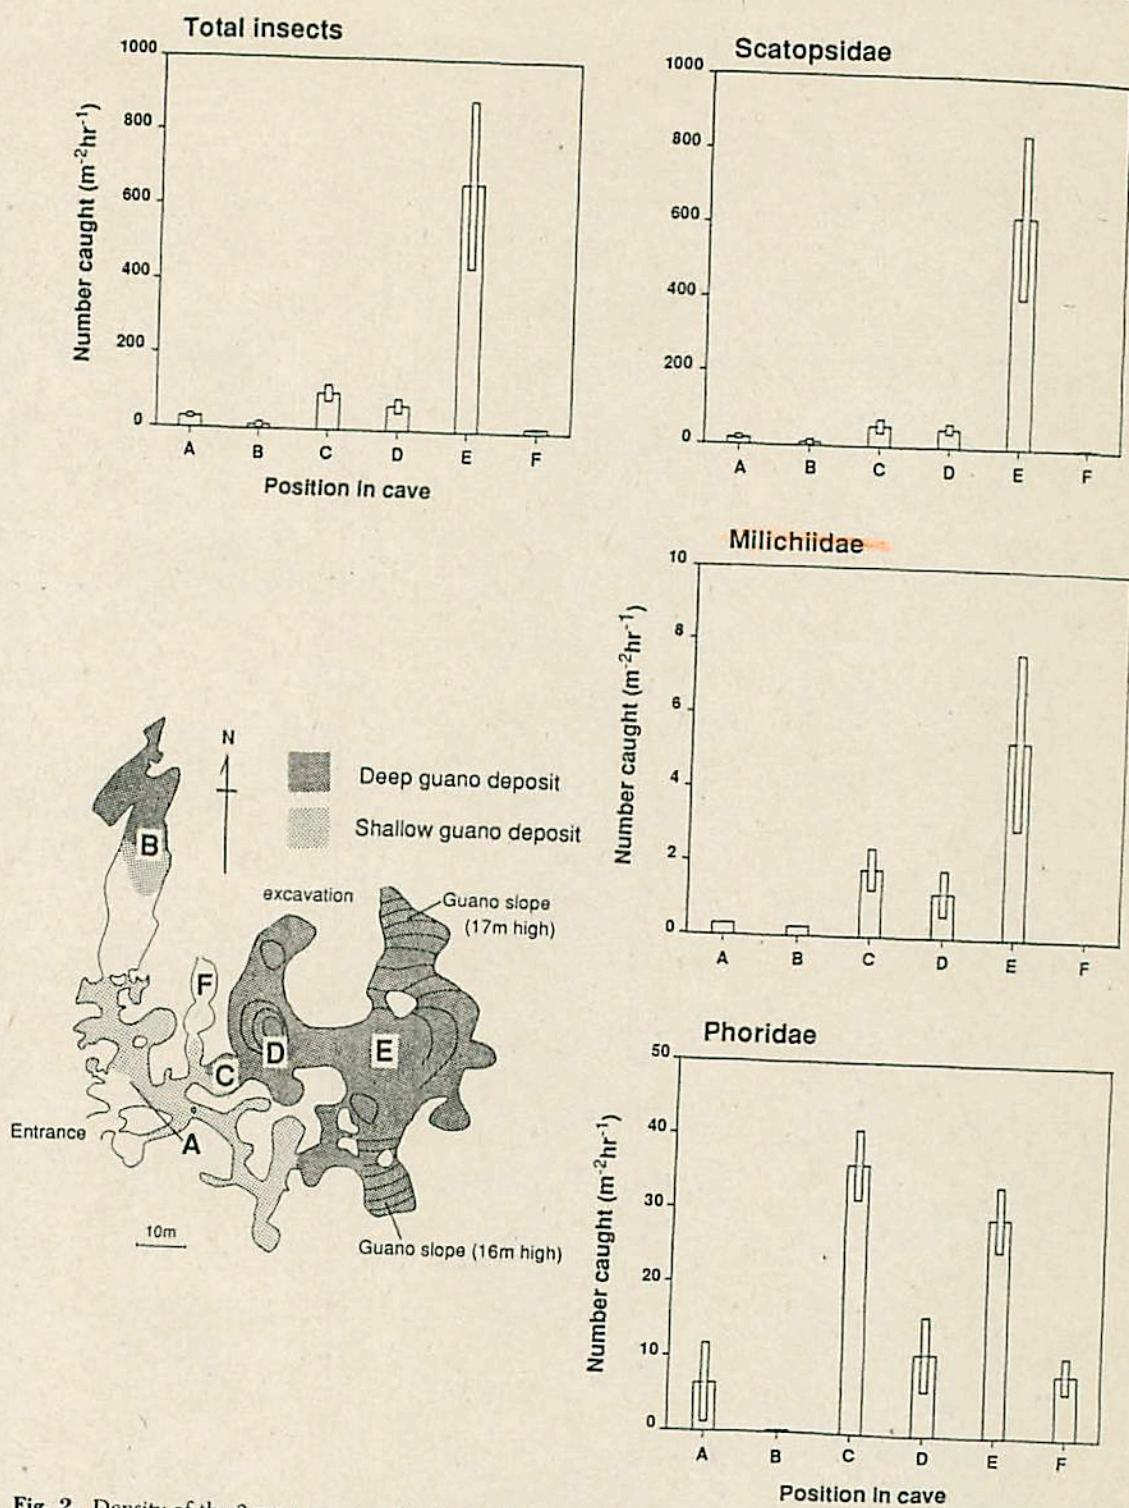 Total insects
1000
800
600
400
200
0
Number caught (m⁻²hr⁻¹)
A B C D E F
Position in cave
Scatopsidae
1000
800
600
400
200
0
A B C D E F
Milichiidae
10
8
6
4
2
0
Number caught (m⁻²hr⁻¹)
A B C D E F
N
Deep guano deposit
Shallow guano deposit
B
excavation
Guano slope
(17m high)
F
D
E
C
Entrance
A
10m
Guano slope (16m high)
Phoridae
50
40
30
20
10
0
Number caught (m⁻²hr⁻¹)
A B C D E F
Position in cave
Fig. 2. Density of the